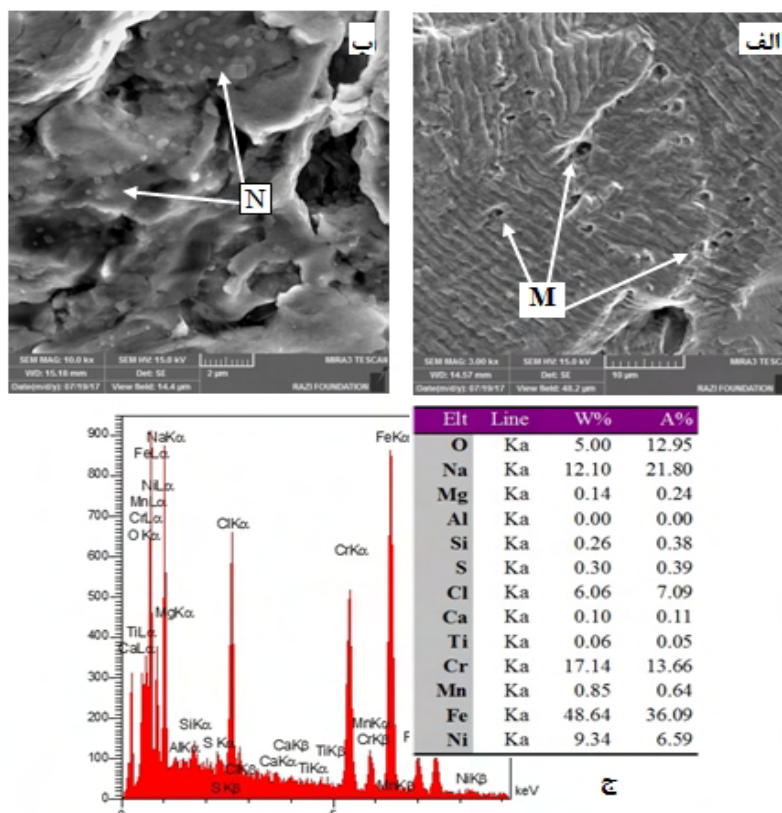 ب
N
SEM MAG: 10.0 kx SEM HV: 15.0 kV MIRA3 TESCAN
WD: 15.18 mm Det: SE 2 µm
Date(m/d/y): 07/19/17 View field: 14.4 µm RAZI FOUNDATION
الف
M
SEM MAG: 3.00 kx SEM HV: 15.0 kV MIRA3 TESCAN
WD: 14.57 mm Det: SE 10 µm
Date(m/d/y): 07/19/17 View field: 48.2 µm RAZI FOUNDATION
900
800
700
600
500
400
300
200
100
0
NaKα
FeLα
NiLα
MnLα
CrLα
O Kα
MgKα
TiLα
CaLα
AlKα
SiKα
S Kα
S Kβ
ClKα
ClKβ
CaKα
CaKβ
TiKα
TiKβ
CrKα
MnKα
CrKβ
MnKβ
FeKα
F
NiKβ
keV
Elt Line W% A%
O Ka 5.00 12.95
Na Ka 12.10 21.80
Mg Ka 0.14 0.24
Al Ka 0.00 0.00
Si Ka 0.26 0.38
S Ka 0.30 0.39
Cl Ka 6.06 7.09
Ca Ka 0.10 0.11
Ti Ka 0.06 0.05
Cr Ka 17.14 13.66
Mn Ka 0.85 0.64
Fe Ka 48.64 36.09
Ni Ka 9.34 6.59
ج